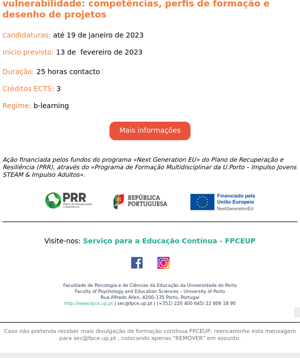 vulnerabilidade: competências, perfis de formação e
desenho de projetos
candidaturas: até 19 de janeiro de 2023
Início previsto: 13 de  fevereiro de 2023
Duração: 25 horas contacto
Créditos ECTS: 3
Regime: b-learning
Mais informações
Ação financiada pelos fundos do programa «Next Generation EU» do Plano de Recuperação e
Resiliência (PRR), através do «Programa de Formação Multidisciplinar da U.Porto – Impulso Jovens
STEAM & Impulso Adultos».
PRR
Plano de Recuperação
e Resiliência
REPÚBLICA
PORTUGUESA
Financiado pela
União Europeia
NextGenerationEU
Visite-nos: Serviço para a Educação Contínua - FPCEUP
Faculdade de Psicologia e de Ciências da Educação da Universidade do Porto
Faculty of Psychology and Education Sciences – University of Porto
Rua Alfredo Allen, 4200–135 Porto, Portugal
http://www.fpce.up.pt | sec@fpce.up.pt | (+351) 220 400 645/ 22 606 18 90
Caso não pretenda receber mais divulgação de formação contínua FPCEUP, reencaminhe esta mensagem
para sec@fpce.up.pt , colocando apenas "REMOVER" em assunto.